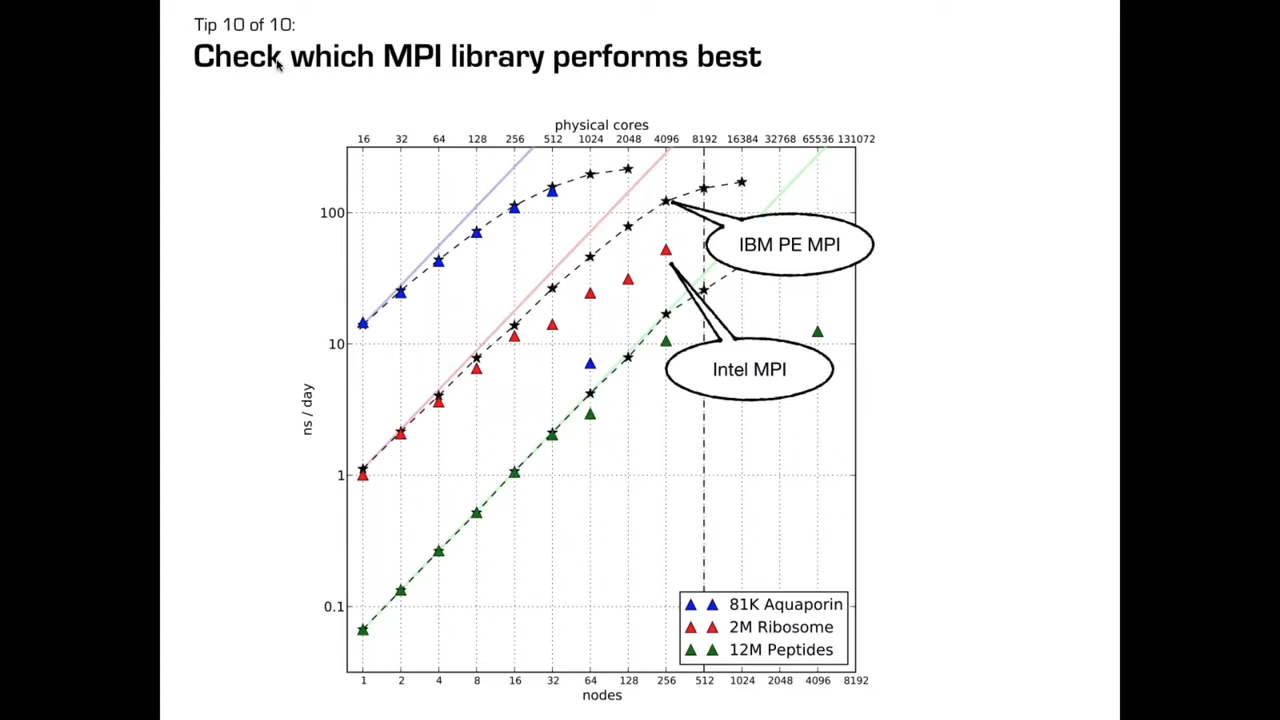 Tip 10 of 10:
Check which MPI library performs best
physical cores
16 32 64 128 256 512 1024 2048 4096 8192 16384 32768 65536 131072
100
IBM PE MPI
10
Intel MPI
ns / day
1
0.1
81K Aquaporin
2M Ribosome
12M Peptides
1 2 4 8 16 32 64 128 256 512 1024 2048 4096 8192
nodes